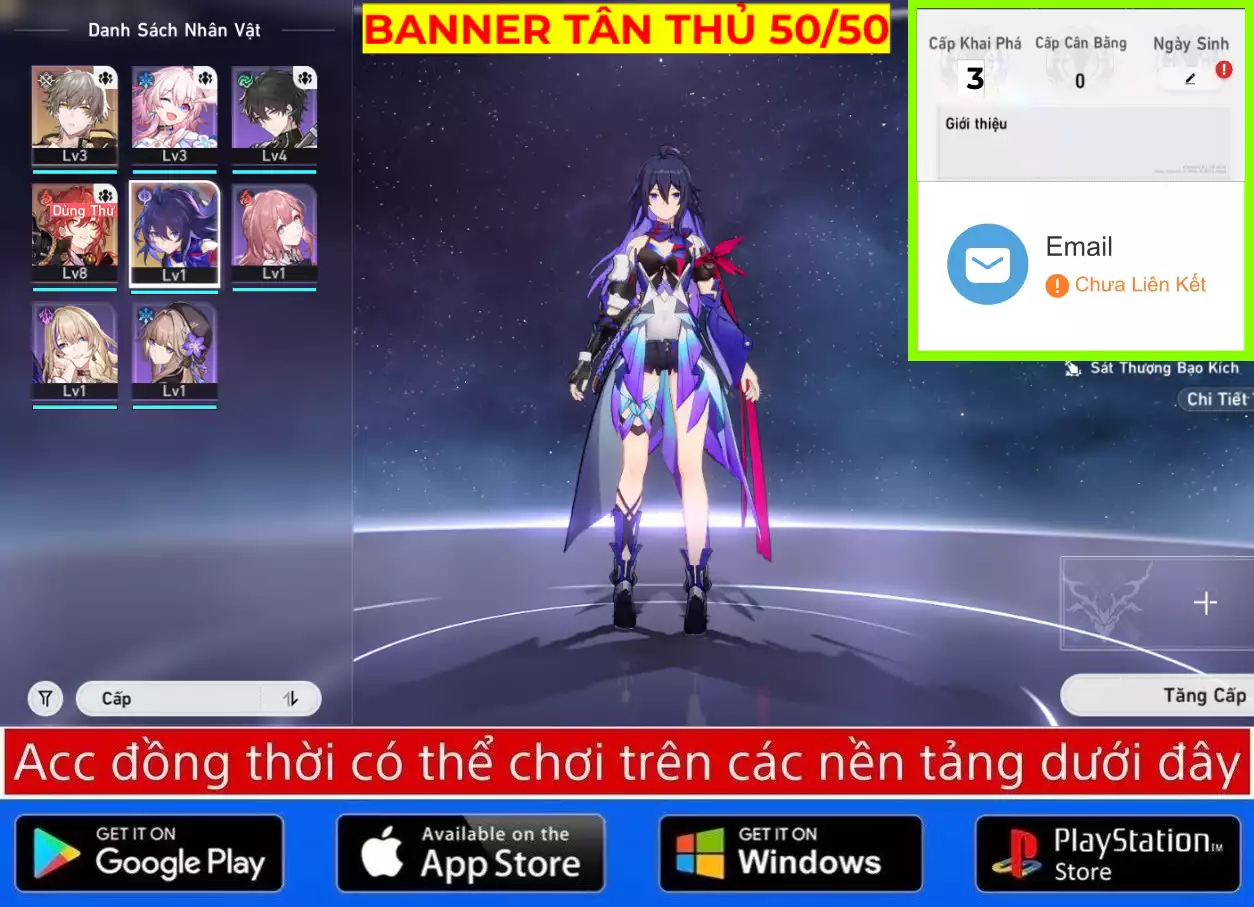 BANNER TÂN THỦ 50/50
Danh Sách Nhân Vật
Lv3
Lv3
Lv4
Dùng Thử
Lv8
Lv1
Lv1
Lv1
Lv1
Cấp
Cấp Khai Phá
Cấp Cân Bằng
Ngày Sinh
3
0
Giới thiệu
Email
Chưa Liên Kết
Sát Thương Bạo Kích
Chi Tiết
Tăng Cấp
Acc đồng thời có thể chơi trên các nền tảng dưới đây
GET IT ON
Google Play
Available on the
App Store
GET IT ON
Windows
PlayStation TM
Store